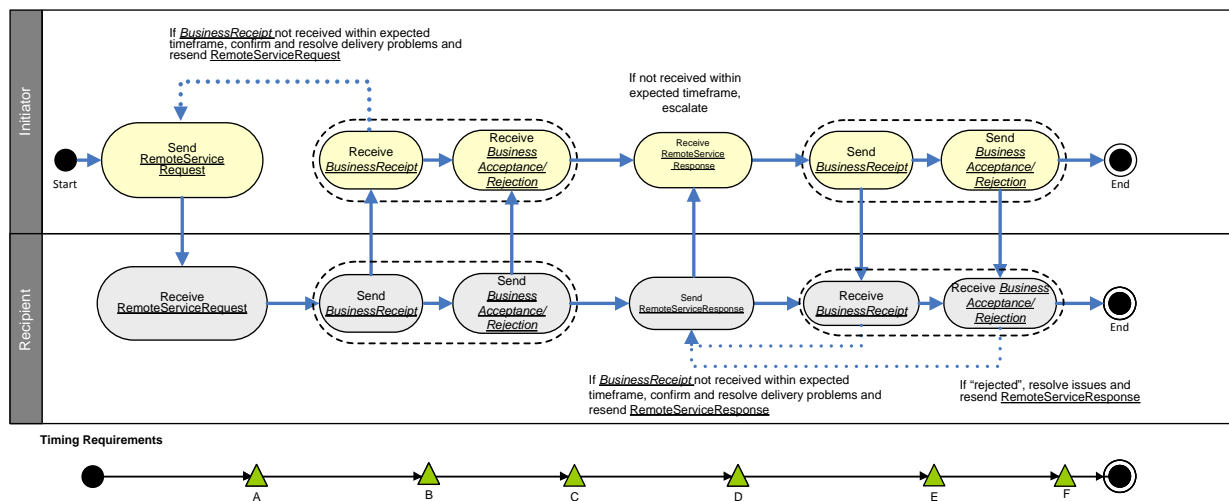 Initiator
If BusinessReceipt not received within expected
timeframe, confirm and resolve delivery problems and
resend RemoteServiceRequest
If not received within
expected timeframe,
escalate
Start
Send
RemoteService
Request
Receive
BusinessReceipt
Receive
Business
Acceptance/
Rejection
Receive
RemoteService
Response
Send
BusinessReceipt
Send
Business
Acceptance/
Rejection
End
Recipient
Receive
RemoteServiceRequest
Send
BusinessReceipt
Send
Business
Acceptance/
Rejection
Send
RemoteServiceResponse
Receive
BusinessReceipt
Receive Business
Acceptance/
Rejection
End
If BusinessReceipt not received within expected
timeframe, confirm and resolve delivery problems and
resend RemoteServiceResponse
If “rejected”, resolve issues and
resend RemoteServiceResponse
Timing Requirements
A
B
C
D
E
F